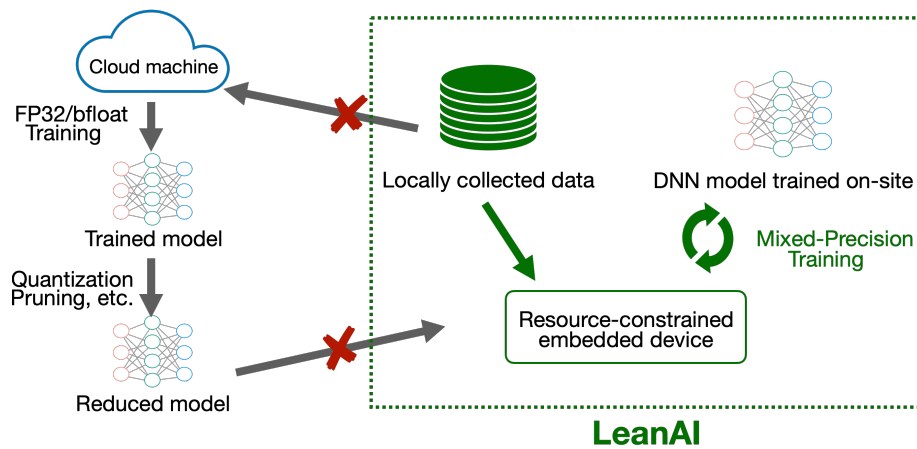 Cloud machine
FP32/bfloat
Training
Trained model
Quantization
Pruning, etc.
Reduced model
Locally collected data
DNN model trained on-site
Mixed-Precision
Training
Resource-constrained
embedded device
LeanAI